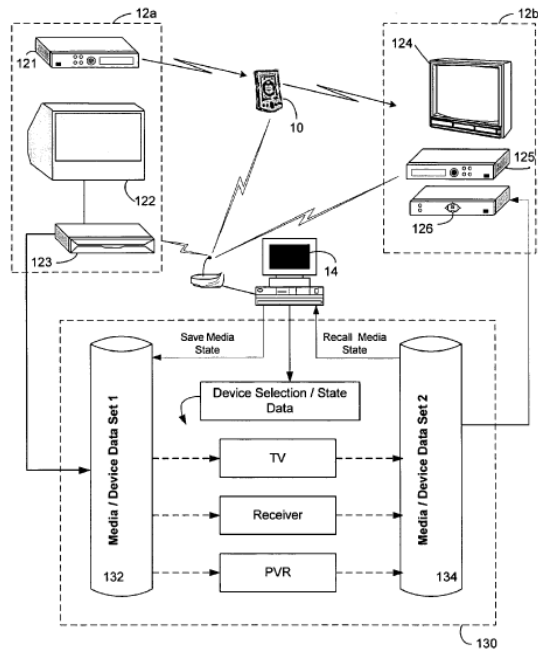 12a
12b
121
124
10
125
122
126
123
14
Save Media
State
Recall Media
State
Device Selection / State
Data
Media / Device Data Set 1
Media / Device Data Set 2
TV
Receiver
PVR
132
134
130